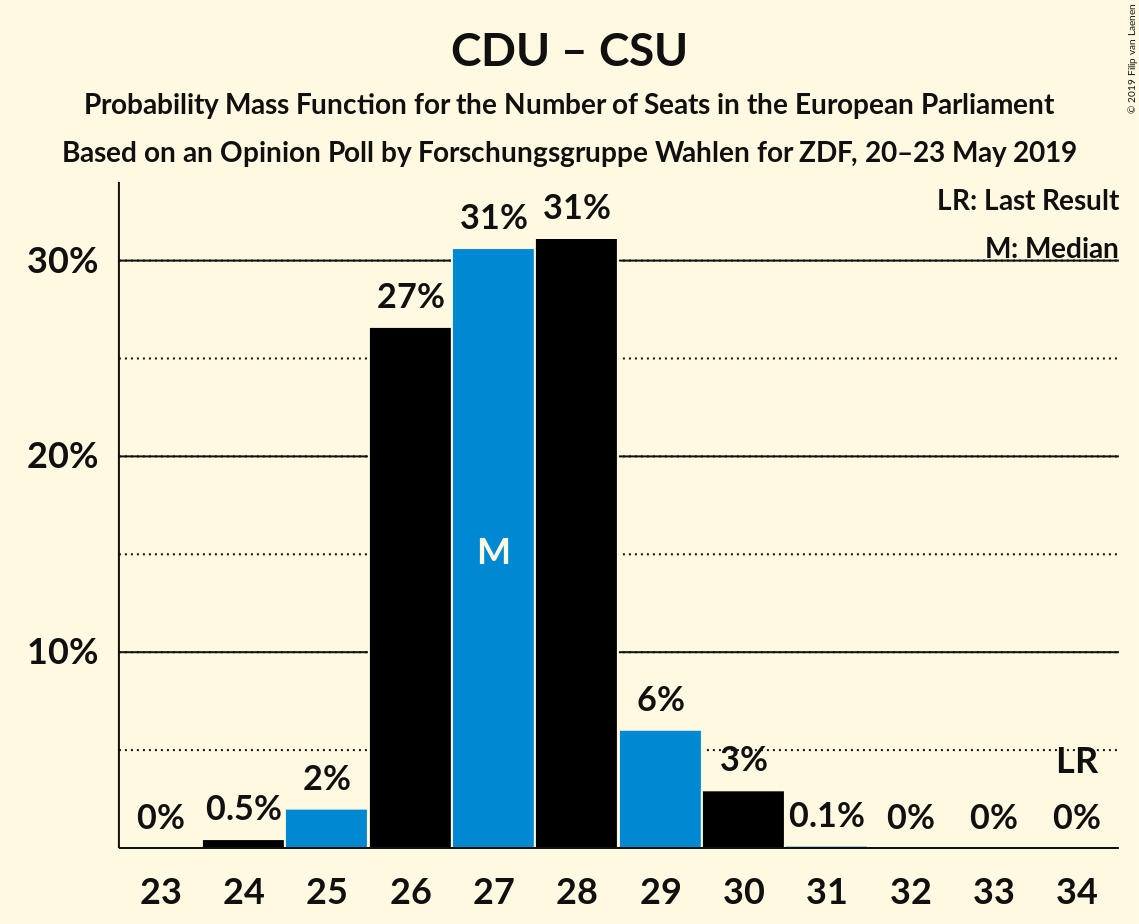 CDU – CSU
Probability Mass Function for the Number of Seats in the European Parliament
Based on an Opinion Poll by Forschungsgruppe Wahlen for ZDF, 20–23 May 2019
© 2019 Filip van Laenen
LR: Last Result
M: Median
30%
20%
10%
0%
0.5%
2%
27%
31%
31%
6%
3%
0.1%
0%
0%
0%
LR
M
23 24 25 26 27 28 29 30 31 32 33 34